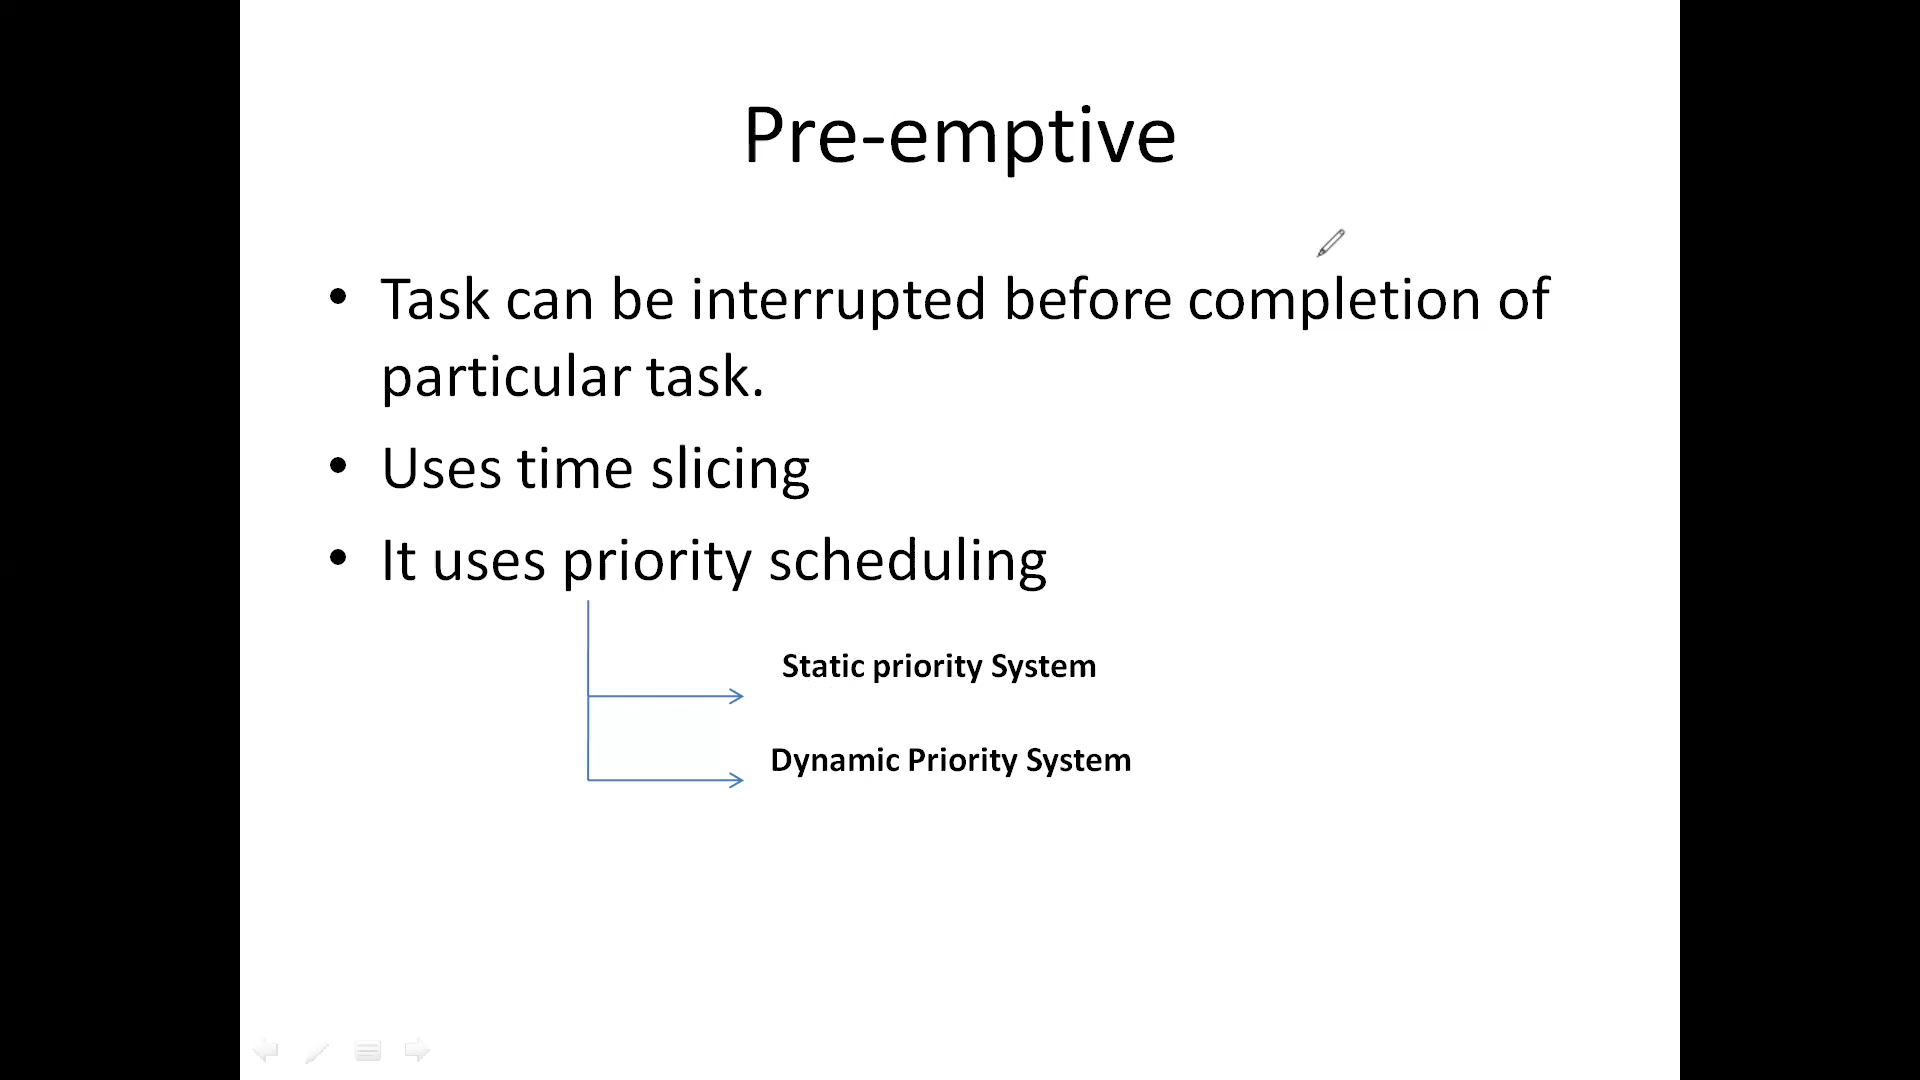 Pre-emptive
• Task can be interrupted before completion of
particular task.
• Uses time slicing
• It uses priority scheduling
Static priority System
Dynamic Priority System